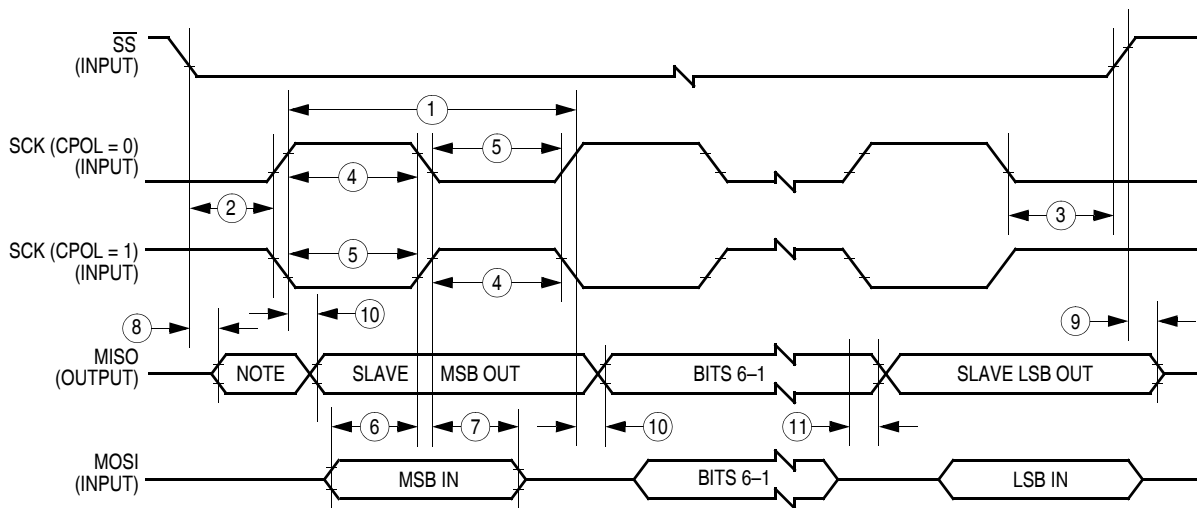 SS
(INPUT)
1
SCK (CPOL = 0)
(INPUT)
5
4
2
3
SCK (CPOL = 1)
(INPUT)
5
4
8
10
9
MISO
(OUTPUT)
NOTE
SLAVE MSB OUT
BITS 6–1
SLAVE LSB OUT
6
7
10
11
MOSI
(INPUT)
MSB IN
BITS 6–1
LSB IN